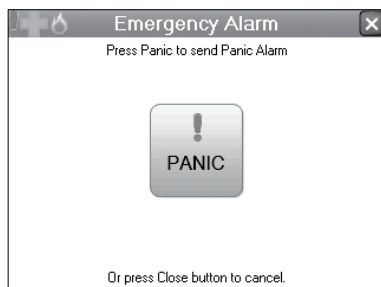 Emergency Alarm
Press Panic to send Panic Alarm
PANIC
Or press Close button to cancel.